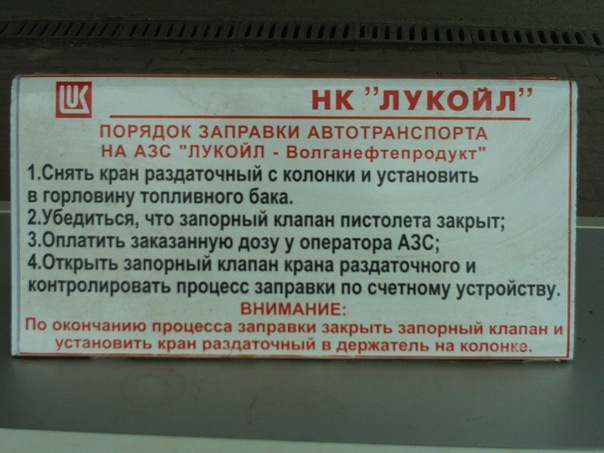 LUK
НК "ЛУКОЙЛ"
ПОРЯДОК ЗАПРАВКИ АВТОТРАНСПОРТА
НА АЗС "ЛУКОЙЛ - Волганефтепродукт"
1.Снять кран раздаточный с колонки и установить
в горловину топливного бака.
2.Убедиться, что запорный клапан пистолета закрыт;
3.Оплатить заказанную дозу у оператора АЗС;
4.Открыть запорный клапан крана раздаточного и
контролировать процесс заправки по счетному устройству.
ВНИМАНИЕ:
По окончанию процесса заправки закрыть запорный клапан и
установить кран раздаточный в держатель на колонке.